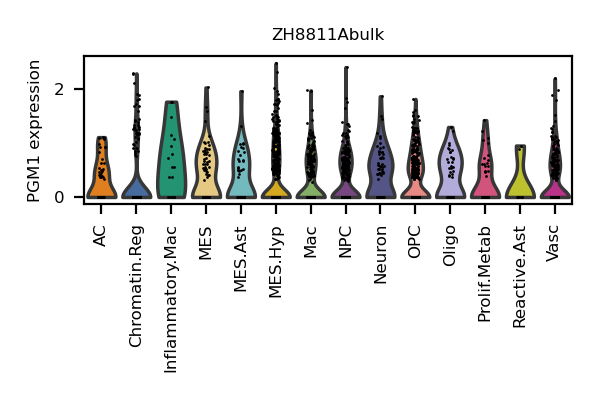 ZH8811Abulk
PGM1 expression
2
0
AC
Chromatin.Reg
Inflammatory.Mac
MES
MES.Ast
MES.Hyp
Mac
NPC
Neuron
OPC
Oligo
Prolif.Metab
Reactive.Ast
Vasc